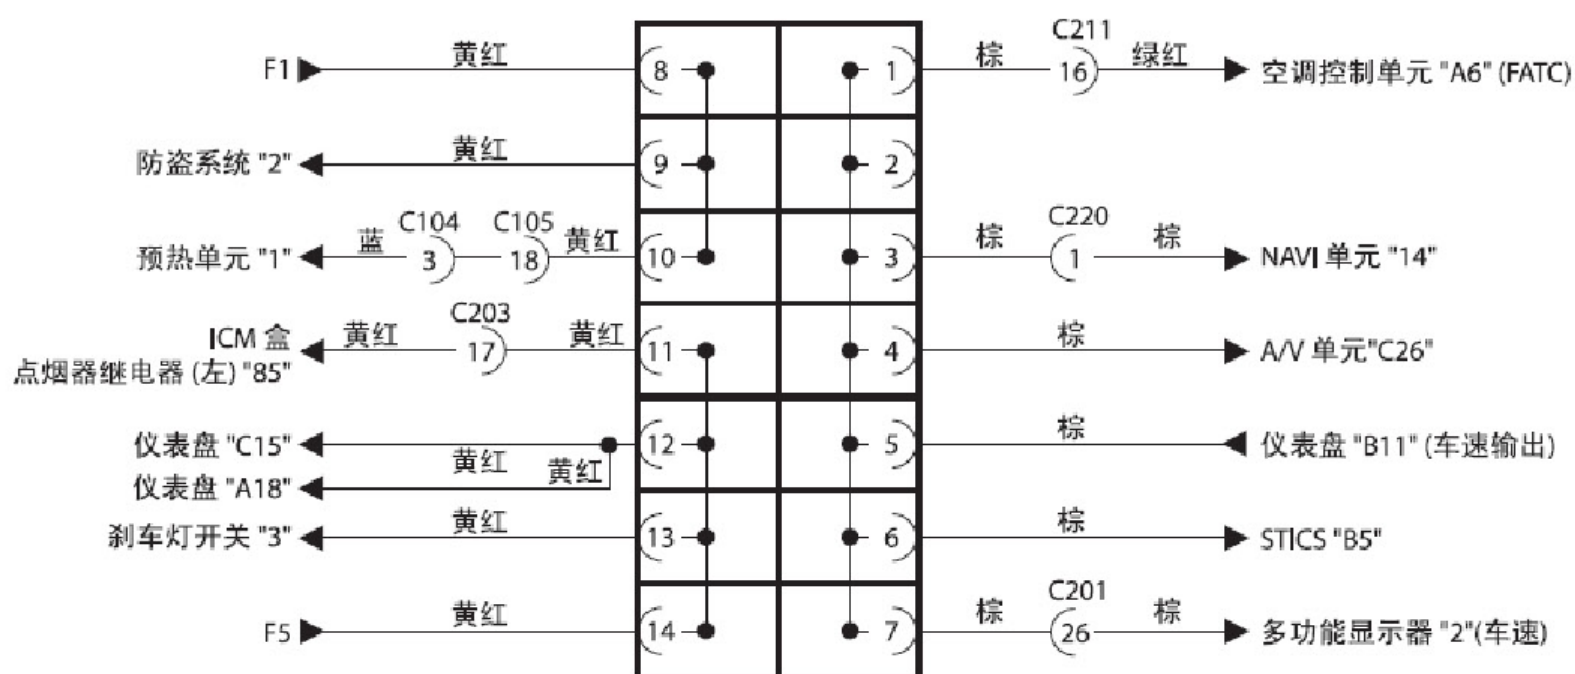 C211
F1 黄红 8 1 棕 16 绿红 空调控制单元 "A6" (FATC)
防盗系统 "2" 黄红 9 2
C104 C105 C220
预热单元 "1" 蓝 3 18 黄红 10 3 棕 1 棕 NAVI 单元 "14"
C203
ICM 盒
点烟器继电器 (左) "85" 黄红 17 黄红 11 4 棕 A/V 单元"C26"
仪表盘 "C15" 黄红 12 5 棕 仪表盘 "B11" (车速输出)
仪表盘 "A18" 黄红
刹车灯开关 "3" 黄红 13 6 棕 STICS "B5"
C201
F5 黄红 14 7 棕 26 棕 多功能显示器 "2"(车速)